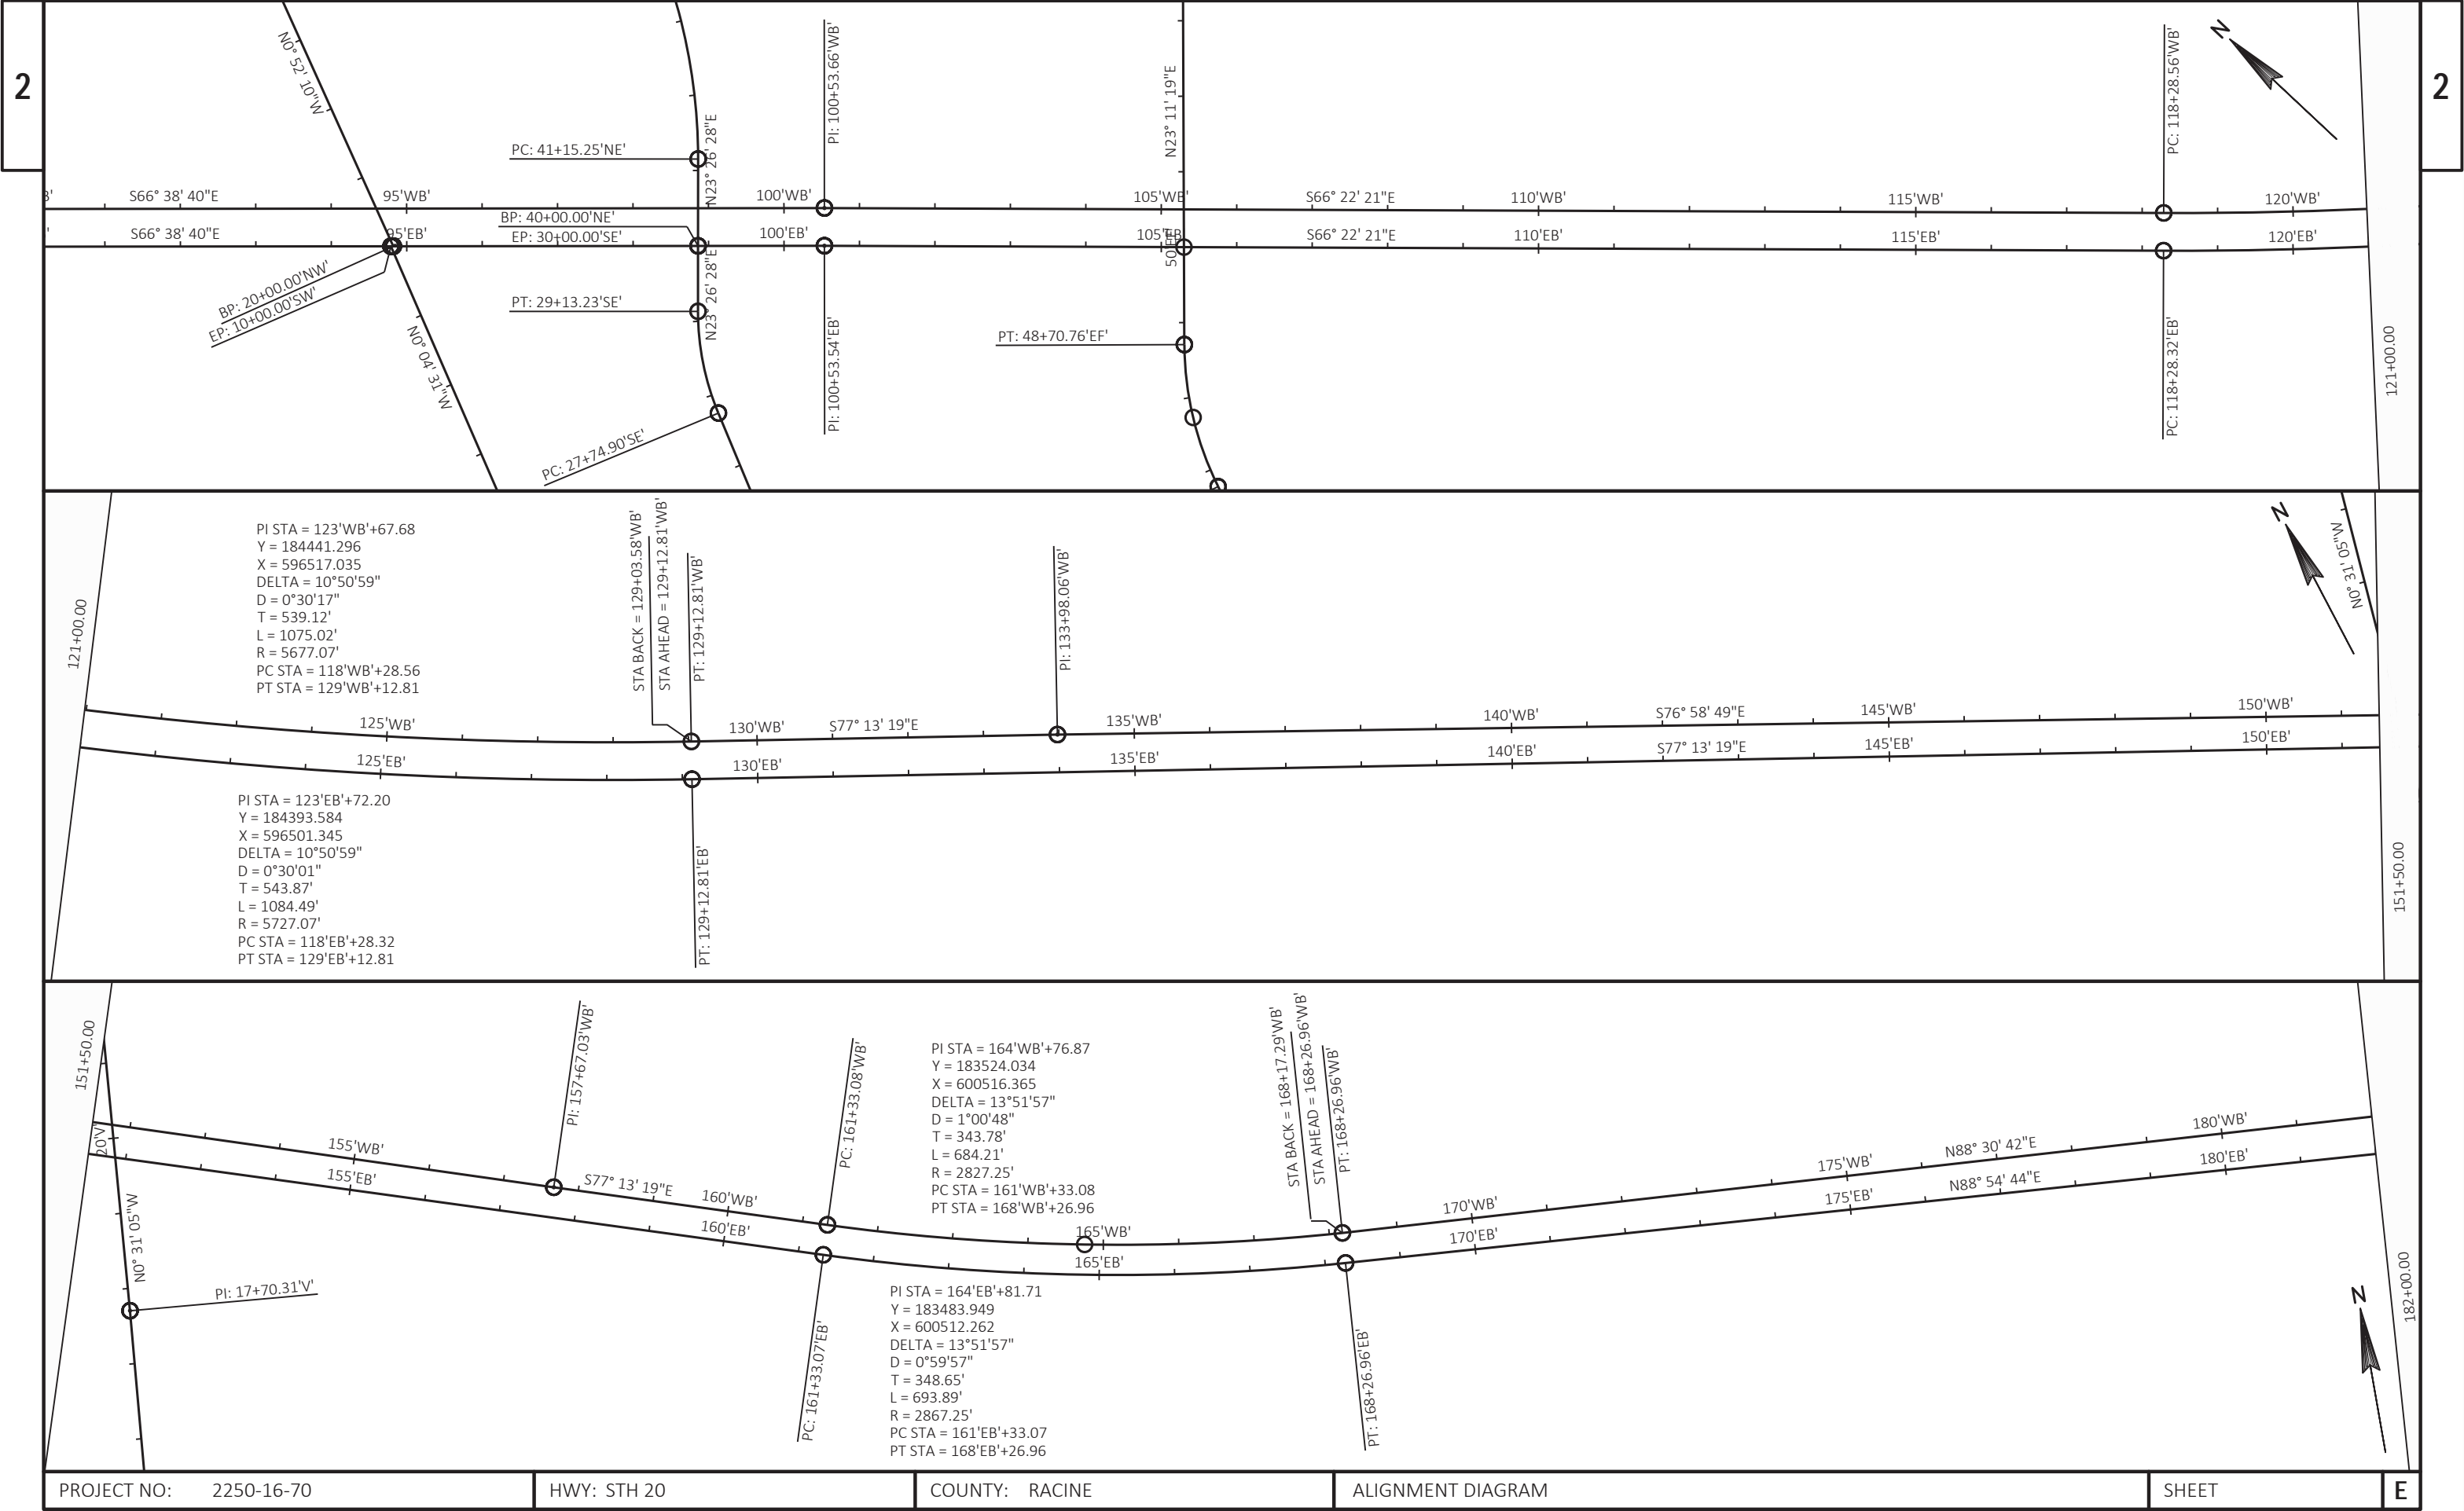 2
2
N0° 52' 10"W
PC: 41+15.25'NE'
N23° 26' 28"E
PI: 100+53.66'WB'
N23° 11' 19"E
PC: 118+28.56'WB'
N
S66° 38' 40"E
95'WB'
100'WB'
105'WB'
S66° 22' 21"E
110'WB'
115'WB'
120'WB'
BP: 40+00.00'NE'
S66° 38' 40"E
95'EB'
EP: 30+00.00'SE'
100'EB'
105'EB'
S66° 22' 21"E
110'EB'
115'EB'
120'EB'
BP: 20+00.00'NW'
EP: 10+00.00'SW'
N0° 04' 31"W
PT: 29+13.23'SE'
N23° 26' 28"E
PI: 100+53.54'EB'
PT: 48+70.76'EF'
PC: 118+28.32'EB'
121+00.00
PC: 27+74.90'SE'
121+00.00
PI STA = 123'WB'+67.68
Y = 184441.296
X = 596517.035
DELTA = 10°50'59"
D = 0°30'17"
T = 539.12'
L = 1075.02'
R = 5677.07'
PC STA = 118'WB'+28.56
PT STA = 129'WB'+12.81
STA BACK = 129+03.58'WB'
STA AHEAD = 129+12.81'WB'
PT: 129+12.81'WB'
PI: 133+98.06'WB'
N
N0° 31' 05"W
125'WB'
130'WB'
S77° 13' 19"E
135'WB'
140'WB'
S76° 58' 49"E
145'WB'
150'WB'
125'EB'
130'EB'
135'EB'
140'EB'
S77° 13' 19"E
145'EB'
150'EB'
PI STA = 123'EB'+72.20
Y = 184393.584
X = 596501.345
DELTA = 10°50'59"
D = 0°30'01"
T = 543.87'
L = 1084.49'
R = 5727.07'
PC STA = 118'EB'+28.32
PT STA = 129'EB'+12.81
PT: 129+12.81'EB'
151+50.00
151+50.00
20'V'
N0° 31' 05"W
PI: 17+70.31'V'
PI: 157+67.03'WB'
PC: 161+33.08'WB'
PI STA = 164'WB'+76.87
Y = 183524.034
X = 600516.365
DELTA = 13°51'57"
D = 1°00'48"
T = 343.78'
L = 684.21'
R = 2827.25'
PC STA = 161'WB'+33.08
PT STA = 168'WB'+26.96
STA BACK = 168+17.29'WB'
STA AHEAD = 168+26.96'WB'
PT: 168+26.96'WB'
155'WB'
S77° 13' 19"E
160'WB'
165'WB'
170'WB'
175'WB'
N88° 30' 42"E
180'WB'
155'EB'
160'EB'
165'EB'
170'EB'
175'EB'
N88° 54' 44"E
180'EB'
PC: 161+33.07'EB'
PI STA = 164'EB'+81.71
Y = 183483.949
X = 600512.262
DELTA = 13°51'57"
D = 0°59'57"
T = 348.65'
L = 693.89'
R = 2867.25'
PC STA = 161'EB'+33.07
PT STA = 168'EB'+26.96
PT: 168+26.96'EB'
N
182+00.00
PROJECT NO: 2250-16-70
HWY: STH 20
COUNTY: RACINE
ALIGNMENT DIAGRAM
SHEET
E